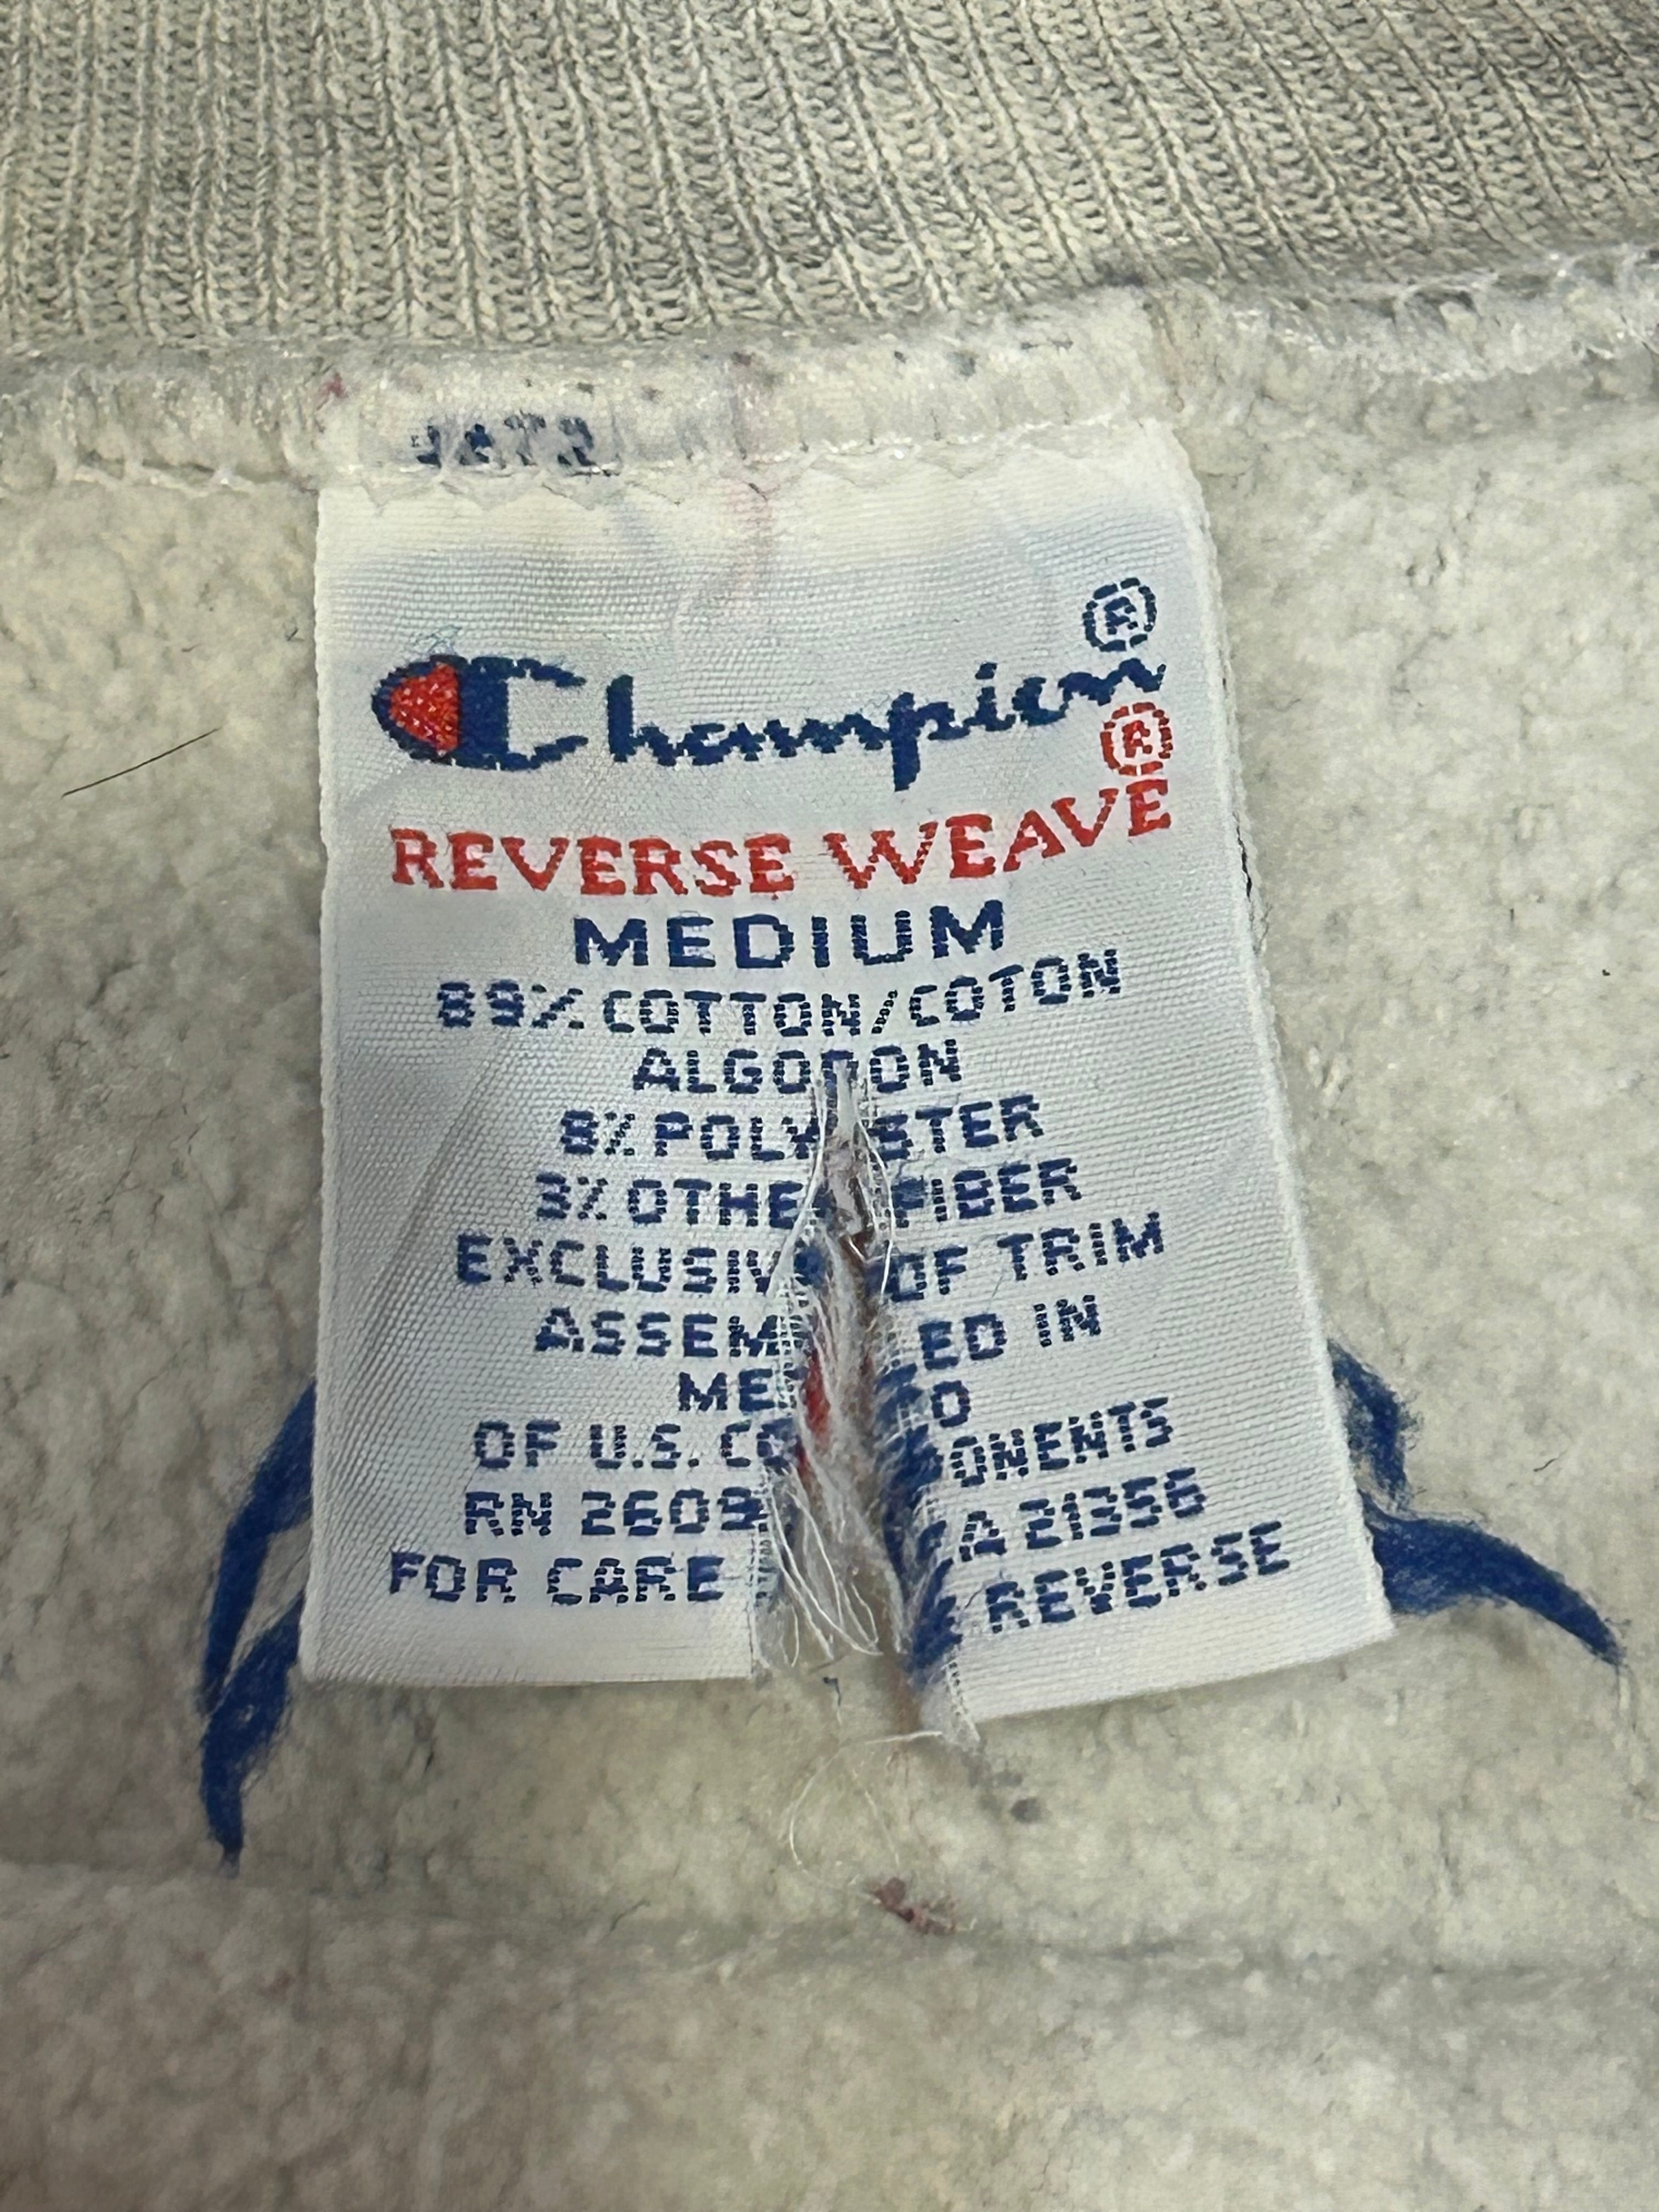 Champion®
REVERSE WEAVE®
MEDIUM
89% COTTON/COTON
ALGODON
8% POLY STER
3% OTHE FIBER
EXCLUSIV OF TRIM
ASSEM ED IN
ME O
OF U.S. CO ONENTS
RN 2609 A 21356
FOR CARE REVERSE